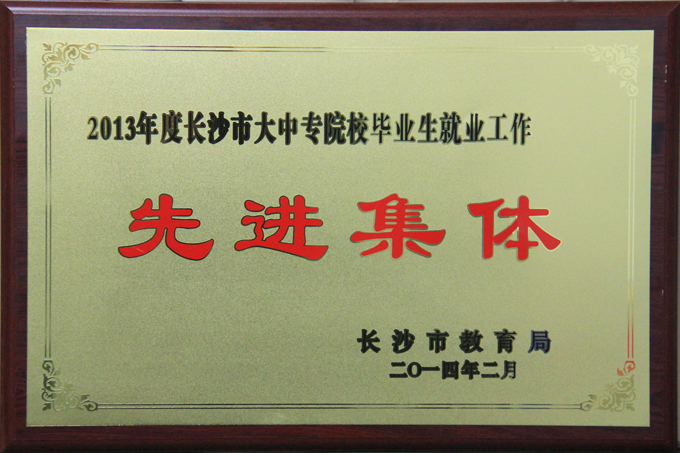 2013年度长沙市大中专院校毕业生就业工作
先进集体
长沙市教育局
二〇一四年二月